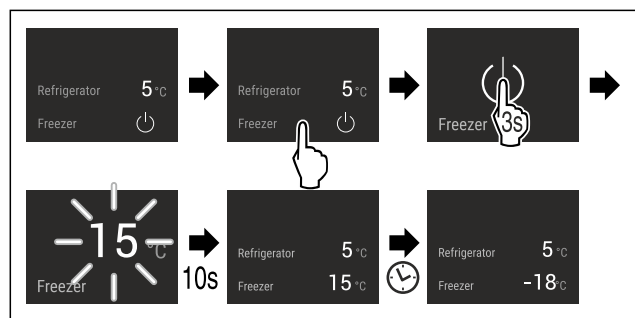 Refrigerator 5 °C
Freezer
Refrigerator 5 °C
Freezer
Freezer 3s
15 °C
Freezer
10s
Refrigerator 5 °C
Freezer 15 °C
Refrigerator 5 °C
Freezer -18 °C